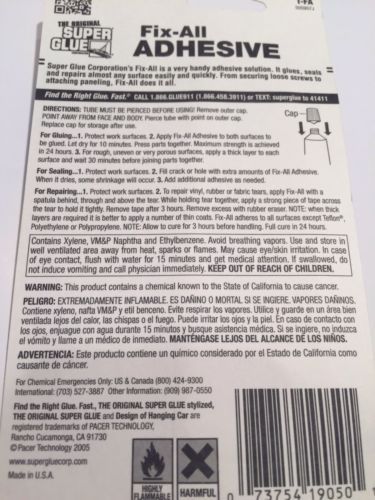 T-FA
THE ORIGINAL
SUPER
GLUE
Fix-All
ADHESIVE
Super Glue Corporation's Fix-All is a very handy adhesive solution. It glues, seals
and repairs almost any surface easily and quickly. From securing loose screws to
attaching paneling, Fix-All does it all.
Find the Right Glue. Fast.® CALL 1.866.GLUE911 (1.866.458.3911) or TEXT: superglue to 41411
DIRECTIONS: TUBE MUST BE PIERCED BEFORE USING! Remove outer cap.
POINT AWAY FROM FACE AND BODY. Pierce tube with point on outer cap.
Replace cap for storage after use.
Cap
For Gluing...1. Protect work surfaces. 2. Apply Fix-All Adhesive to both surfaces to
be glued. Let dry for 10 minutes. Press parts together. Maximum strength is achieved
in 24 hours. 3. For rough, uneven or very porous surfaces, apply a thick layer to each
surface and wait 30 minutes before joining parts together.
For Sealing...1. Protect work surfaces. 2. Fill crack or hole with extra amounts of Fix-All Adhesive.
When it dries, some shrinkage will occur. 3. Add additional adhesive as needed.
For Repairing...1. Protect work surfaces. 2. To repair vinyl, rubber or fabric tears, apply Fix-All with a
spatula behind, through and above the tear. While holding tear together, apply a strong piece of tape across
the tear to hold it tightly. Remove tape after 3 hours. Remove excess with eraser rubber. NOTE: when thick
layers are required it is better to apply a number of thin coats. Fix-All adheres to all surfaces except Teflon®,
Polyethylene or Polypropylene. NOTE: Allow to cure for 3 hours before handling. Full cure in 24 hours.
Contains Xylene, VM&P Naphtha and Ethylbenzene. Avoid breathing vapors. Use and store in
well ventilated area away from heat, sparks or flames. May cause eye/skin irritation. In case
of eye contact, flush with water for 15 minutes and get medical attention. If swallowed, do
not induce vomiting and call physician immediately. KEEP OUT OF REACH OF CHILDREN.
WARNING: This product contains a chemical known to the State of California to cause cancer.
PELIGRO: EXTREMADAMENTE INFLAMABLE. ES DAÑINO O MORTAL SI SE INGIERE. VAPORES DAÑINOS.
Contiene xyleno, nafta VM&P y etil benceno. Evite respirar los vapores. Utilice y guarde en un área bien
ventilada lejos del calor, las chispas o el fuego. Puede irritar los ojos y la piel. En caso de contacto con
los ojos, enjuague con agua durante 15 minutos y busque asistencia médica. Si se ingiere, no induzca
el vómito y llame a un médico de inmediato. MANTÉNGASE LEJOS DEL ALCANCE DE LOS NIÑOS.
ADVERTENCIA: Este producto contiene un químico considerado por el Estado de California como
causante de cáncer.
For Chemical Emergencies Only: US & Canada (800) 424-9300
International: (703) 527-3887 Other Information: (909) 987-0550
Find the Right Glue. Fast., THE ORIGINAL SUPER GLUE stylized,
THE ORIGINAL SUPER GLUE and Design of Hanging Car are
registered trademarks of PACER TECHNOLOGY,
Rancho Cucamonga, CA 91730
© Pacer Technology 2005
www.supergluecorp.com
Made in U.S.A.
HIGHLY
FLAMMABLE
HARMFUL
0 73754 19050